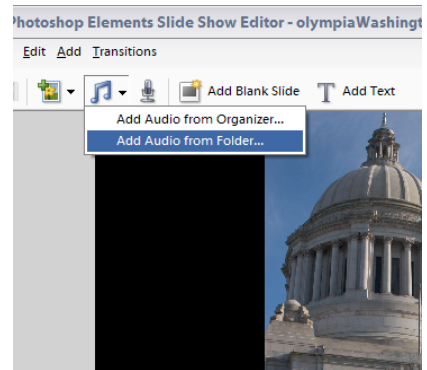 Photoshop Elements Slide Show Editor - olympiaWashingt
Edit Add Transitions
Add Blank Slide T Add Text
Add Audio from Organizer...
Add Audio from Folder...